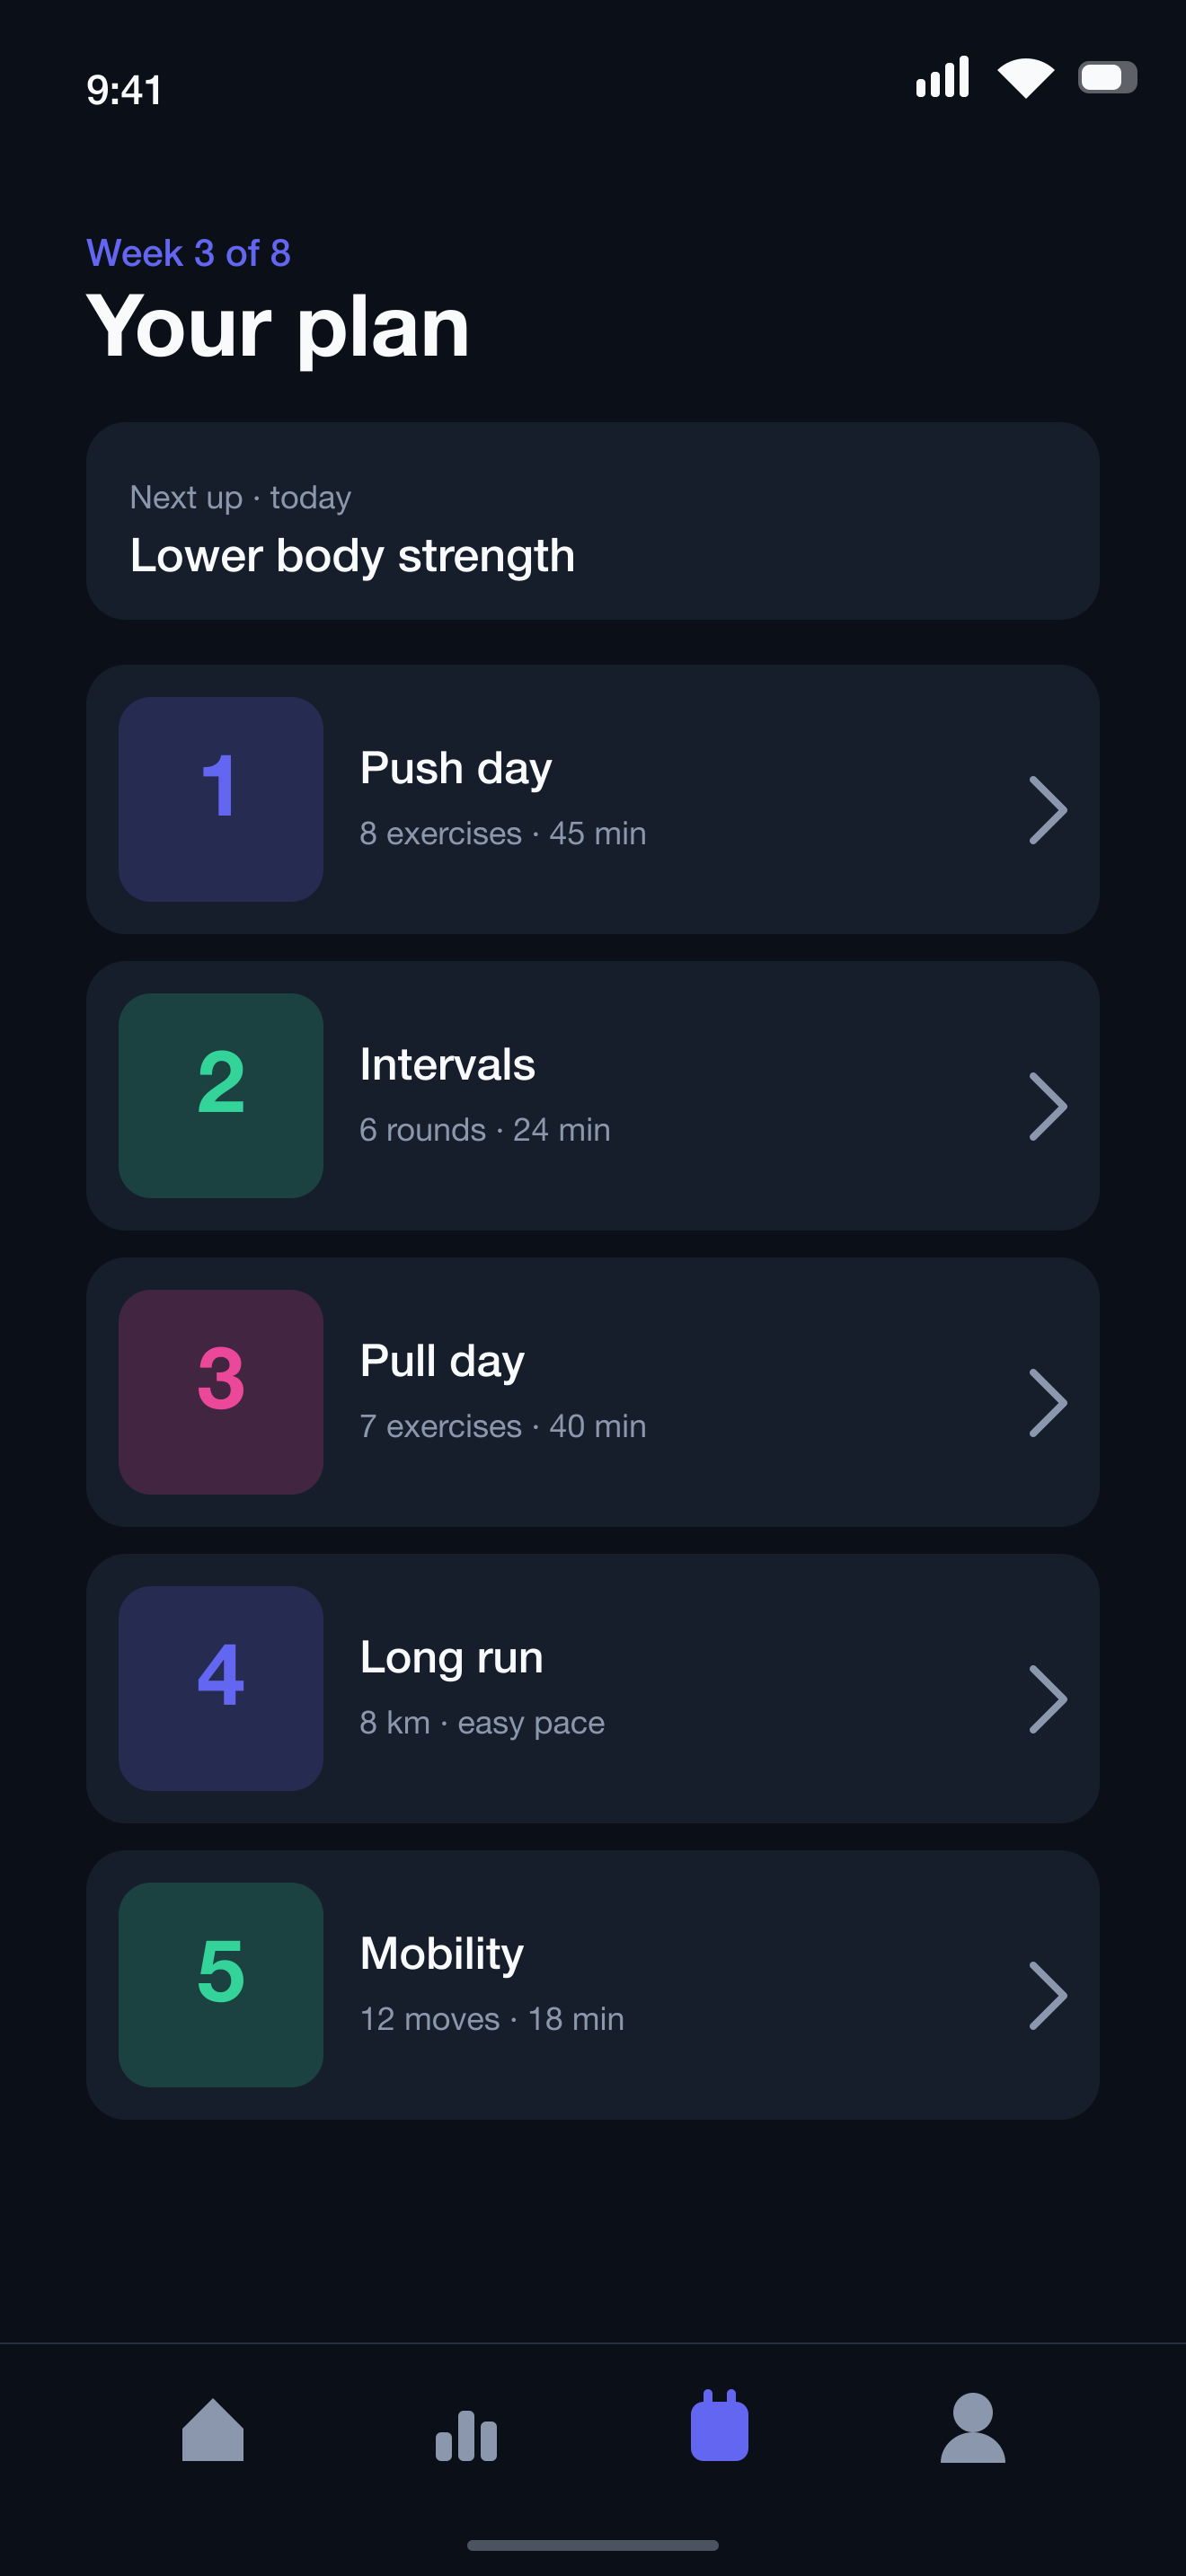 9:41
Week 3 of 8
Your plan
Next up · today
Lower body strength
1
Push day
8 exercises · 45 min
2
Intervals
6 rounds · 24 min
3
Pull day
7 exercises · 40 min
4
Long run
8 km · easy pace
5
Mobility
12 moves · 18 min